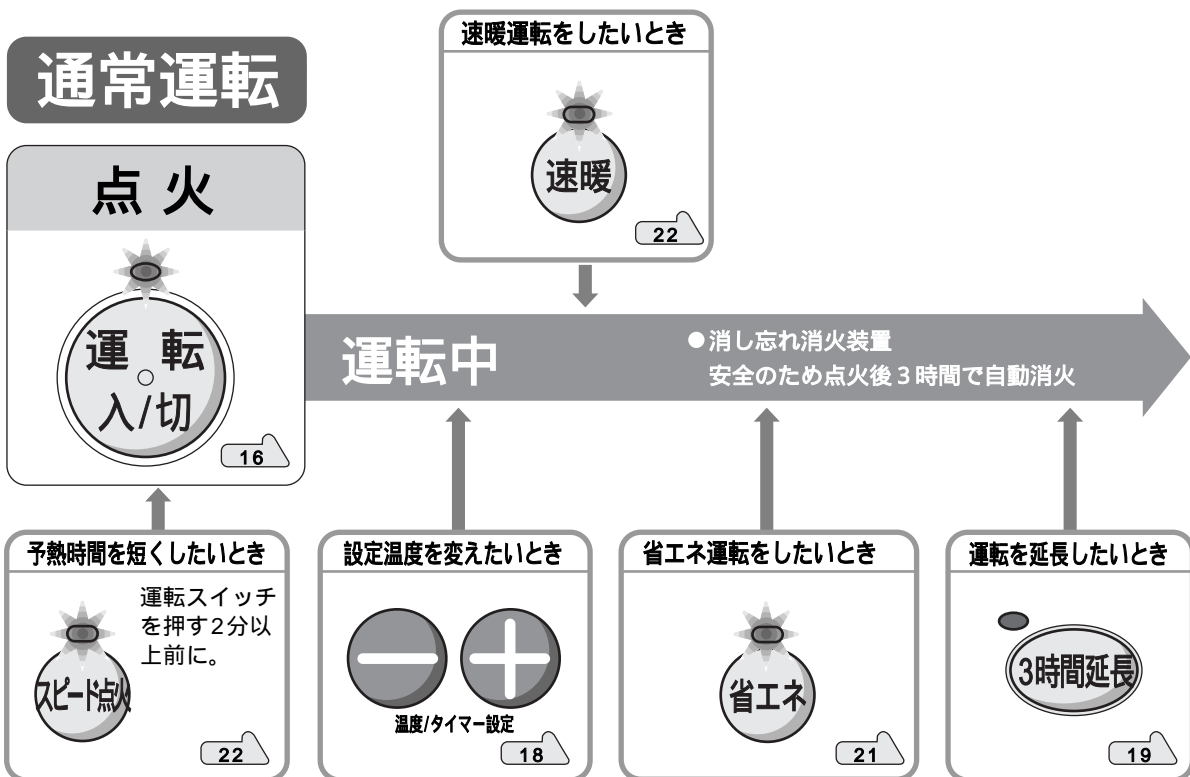 通常運転
点火
運転
入/切
16
速暖運転をしたいとき
速暖
22
運転中
●消し忘れ消火装置
安全のため点火後3時間で自動消火
予熱時間を短くしたいとき
運転スイッチ
を押す2分以
上前に。
スピード点火
22
設定温度を変えたいとき
温度/タイマー設定
18
省エネ運転をしたいとき
省エネ
21
運転を延長したいとき
3時間延長
19